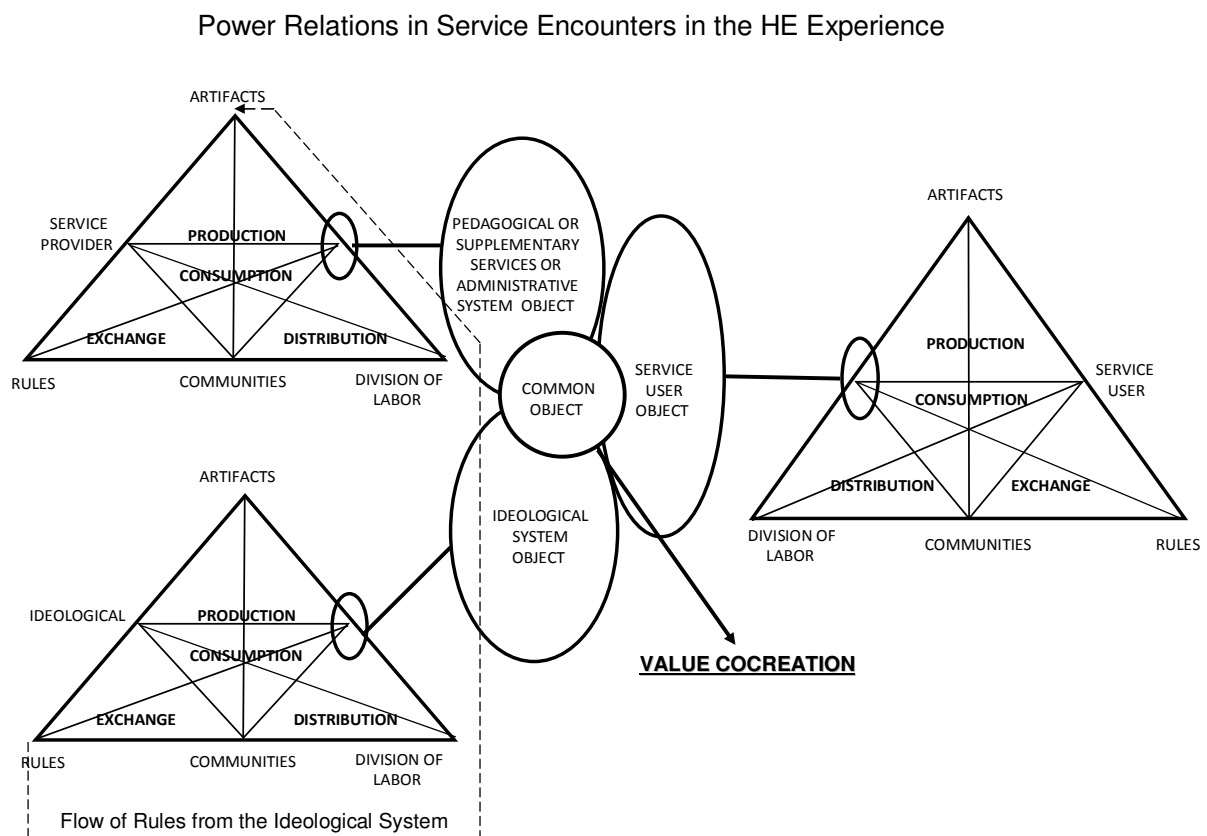 Power Relations in Service Encounters in the HE Experience
ARTIFACTS
SERVICE
PROVIDER
PRODUCTION
CONSUMPTION
EXCHANGE
DISTRIBUTION
RULES
COMMUNITIES
DIVISION OF
LABOR
PEDAGOGICAL OR
SUPPLEMENTARY
SERVICES OR
ADMINISTRATIVE
SYSTEM OBJECT
COMMON
OBJECT
SERVICE
USER
OBJECT
ARTIFACTS
PRODUCTION
SERVICE
USER
CONSUMPTION
DISTRIBUTION
EXCHANGE
DIVISION OF
LABOR
COMMUNITIES
RULES
ARTIFACTS
IDEOLOGICAL
PRODUCTION
CONSUMPTION
EXCHANGE
DISTRIBUTION
RULES
COMMUNITIES
DIVISION OF
LABOR
IDEOLOGICAL
SYSTEM
OBJECT
VALUE COCREATION
Flow of Rules from the Ideological System